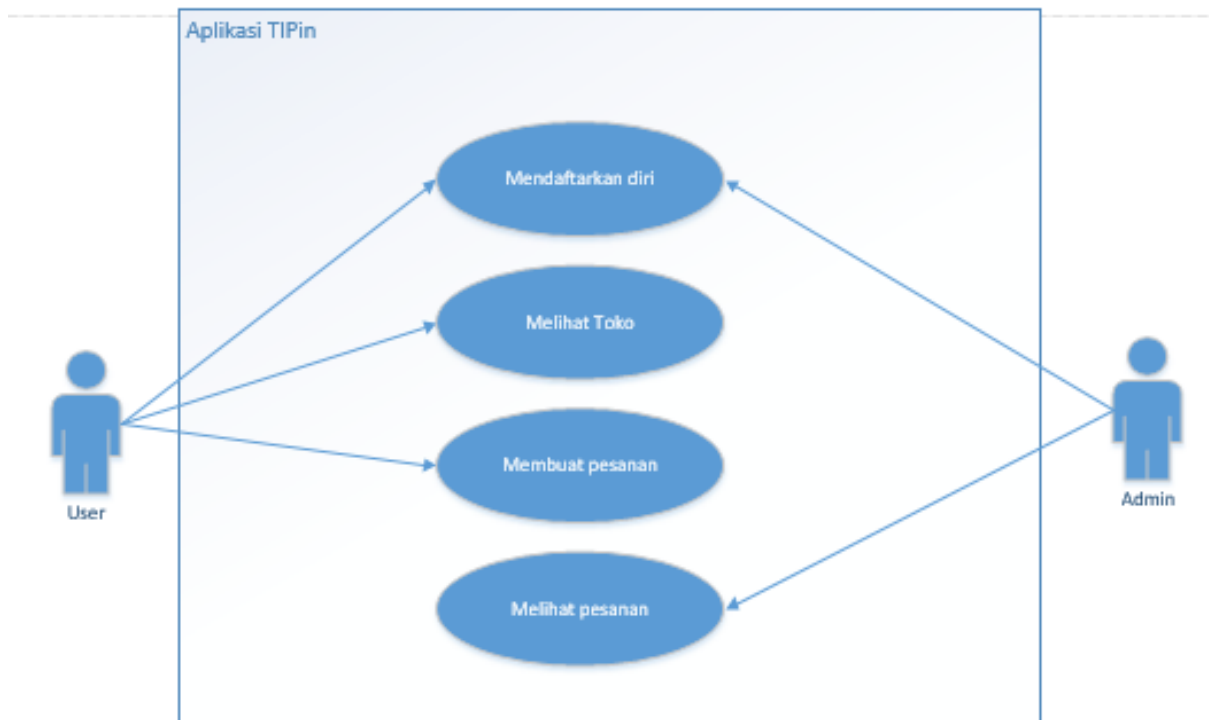 Aplikasi TIPin
Mendaftarkan diri
Melihat Toko
Membuat pesanan
Melihat pesanan
User
Admin